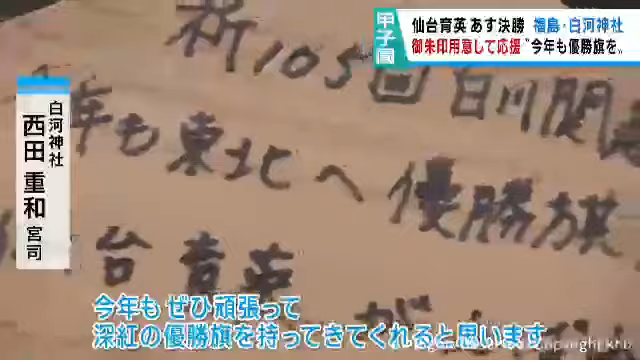 甲子園
仙台育英 あす決勝 福島・白河神社
御朱印用意して応援 “今年も優勝旗を”
白河神社
西田 重和 宮司
祈105回白川関
年も東北へ優勝旗
台育英
が
今年も ぜひ頑張って
深紅の優勝旗を持ってきてくれると思います